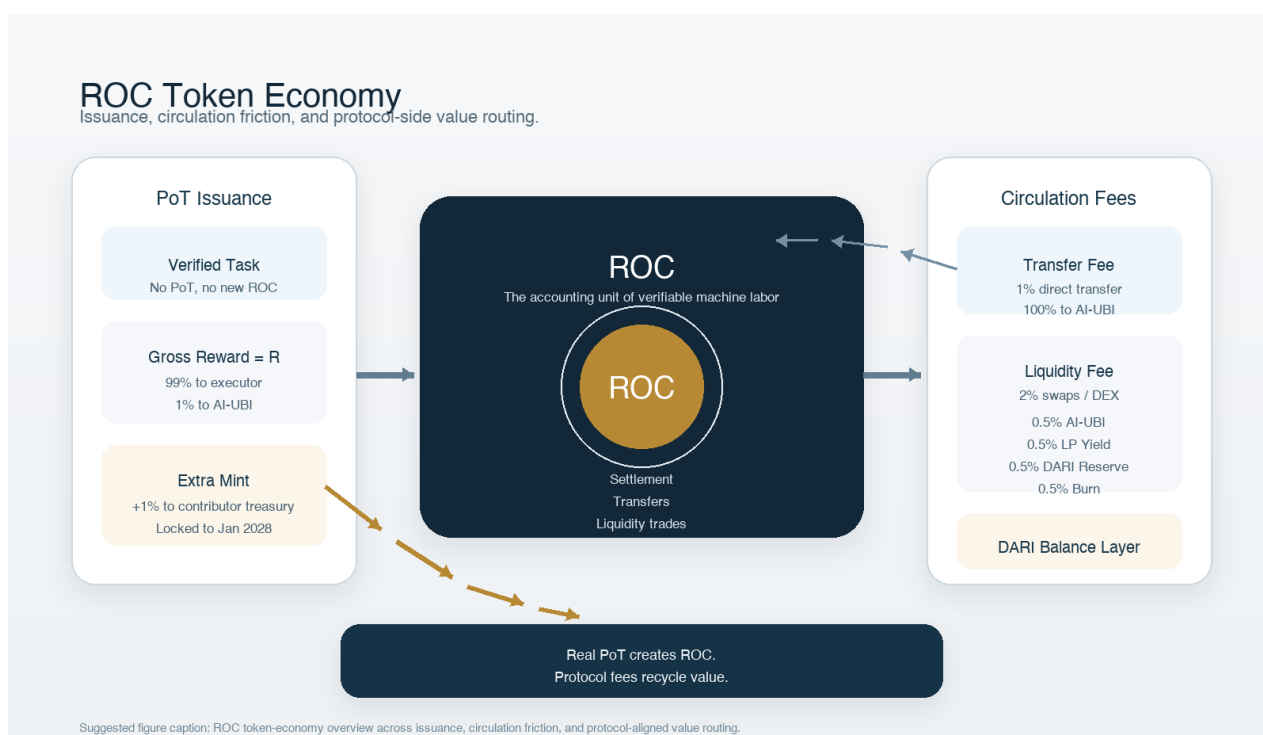 ROC Token Economy
Issuance, circulation friction, and protocol-side value routing.
PoT Issuance
Verified Task
No PoT, no new ROC
Gross Reward = R
99% to executor
1% to AI-UBI
Extra Mint
+1% to contributor treasury
Locked to Jan 2028
ROC
The accounting unit of verifiable machine labor
ROC
Settlement
Transfers
Liquidity trades
Circulation Fees
Transfer Fee
1% direct transfer
100% to AI-UBI
Liquidity Fee
2% swaps / DEX
0.5% AI-UBI
0.5% LP Yield
0.5% DARI Reserve
0.5% Burn
DARI Balance Layer
Real PoT creates ROC.
Protocol fees recycle value.
Suggested figure caption: ROC token-economy overview across issuance, circulation friction, and protocol-aligned value routing.